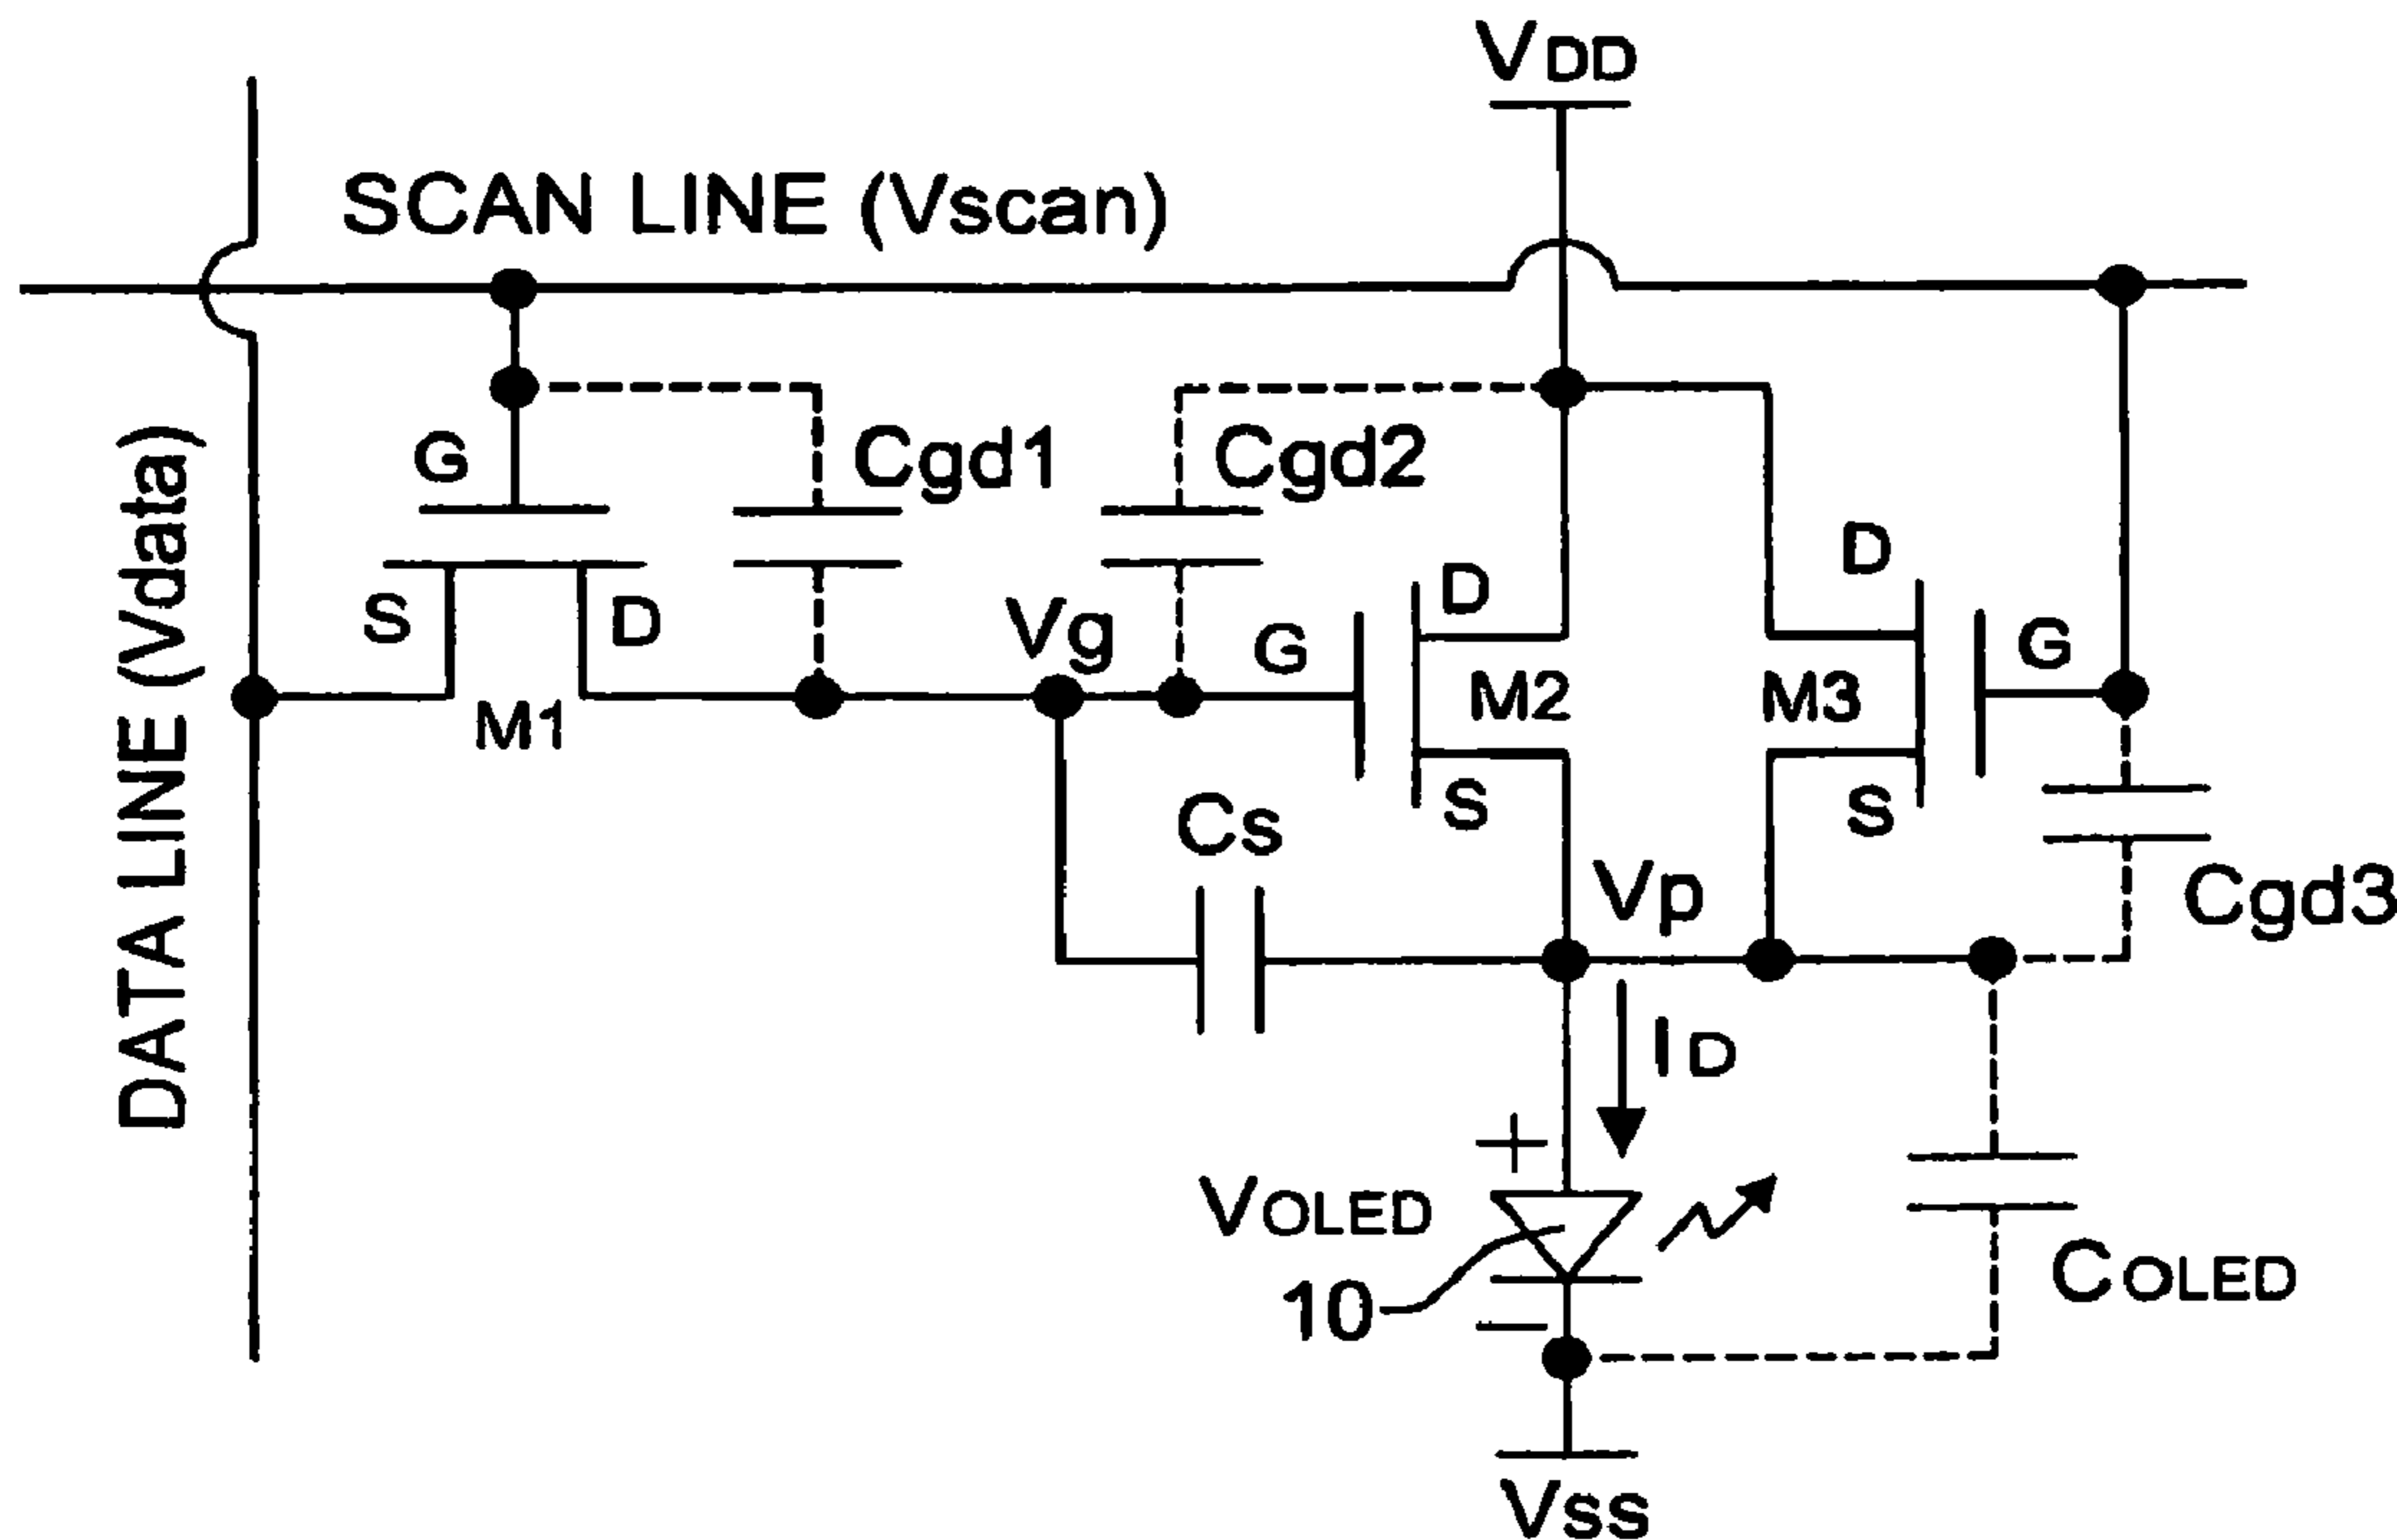 VDD
SCAN LINE (Vscan)
DATA LINE (Vdata)
G
Cgd1
Cgd2
S
D
M1
Vg
G
D
M2
S
D
M3
G
S
Cgd3
Cs
Vp
ID
+
VOLED
10
−
COLED
VSS